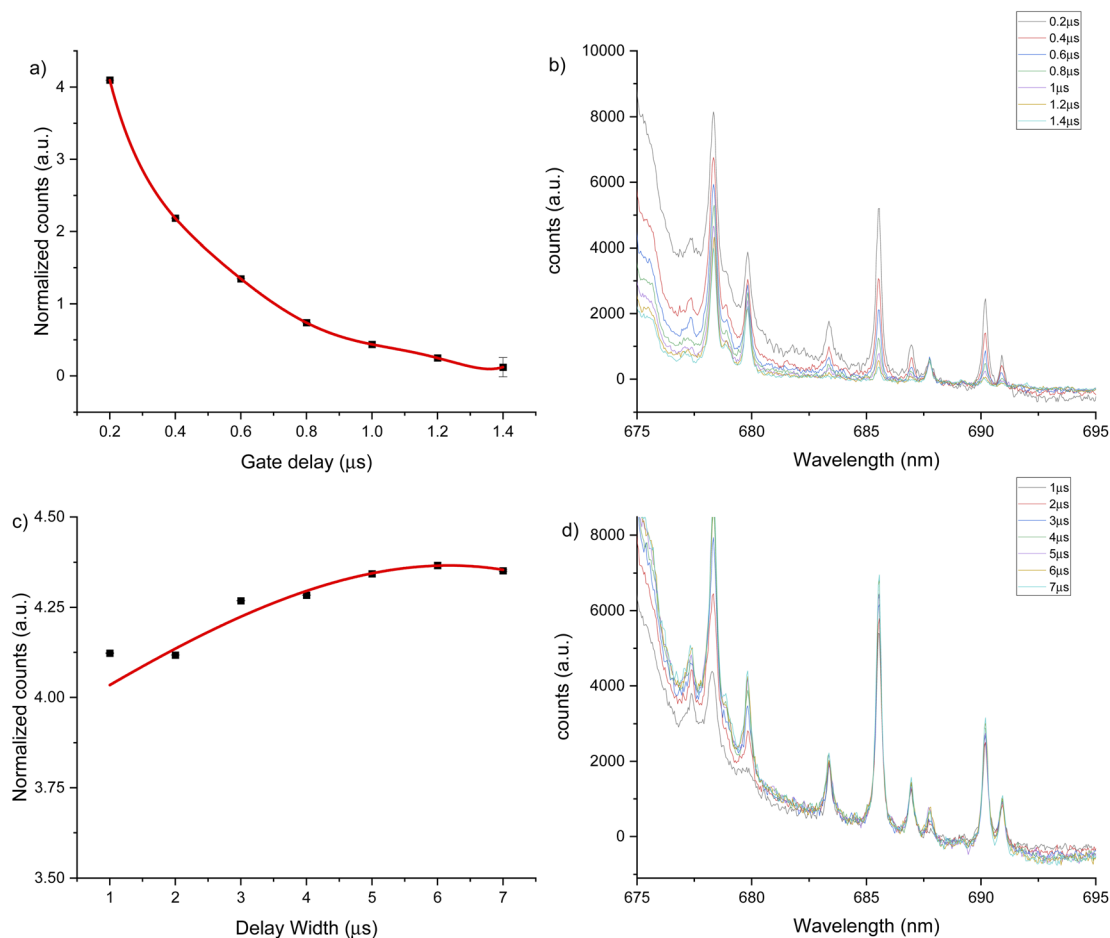 a)
Normalized counts (a.u.)
4
3
2
1
0
0.2 0.4 0.6 0.8 1.0 1.2 1.4
Gate delay (μs)
b)
0.2μs
0.4μs
0.6μs
0.8μs
1μs
1.2μs
1.4μs
counts (a.u.)
10000
8000
6000
4000
2000
0
675 680 685 690 695
Wavelength (nm)
c)
Normalized counts (a.u.)
4.50
4.25
4.00
3.75
3.50
1 2 3 4 5 6 7
Delay Width (μs)
d)
1μs
2μs
3μs
4μs
5μs
6μs
7μs
counts (a.u.)
8000
6000
4000
2000
0
675 680 685 690 695
Wavelength (nm)